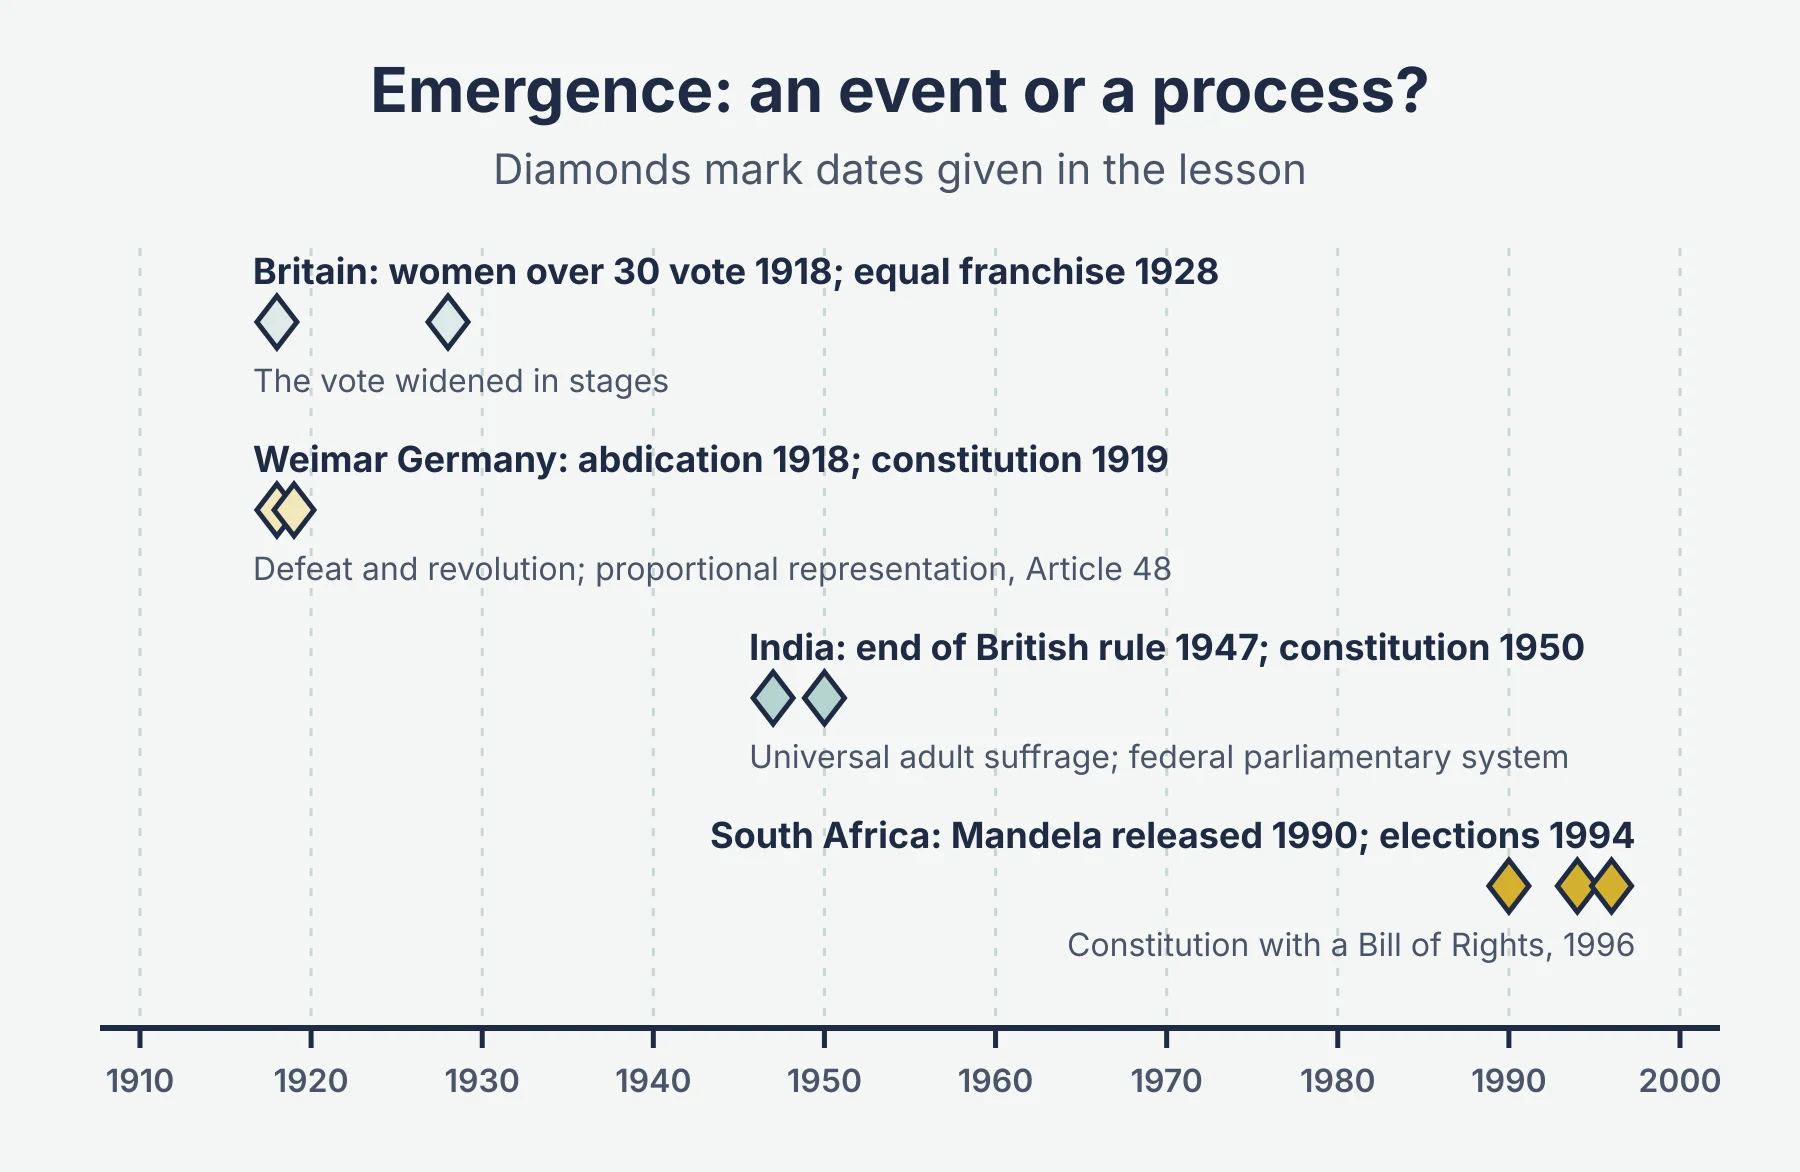 Emergence: an event or a process?
Diamonds mark dates given in the lesson
Britain: women over 30 vote 1918; equal franchise 1928
The vote widened in stages
Weimar Germany: abdication 1918; constitution 1919
Defeat and revolution; proportional representation, Article 48
India: end of British rule 1947; constitution 1950
Universal adult suffrage; federal parliamentary system
South Africa: Mandela released 1990; elections 1994
Constitution with a Bill of Rights, 1996
1910 1920 1930 1940 1950 1960 1970 1980 1990 2000